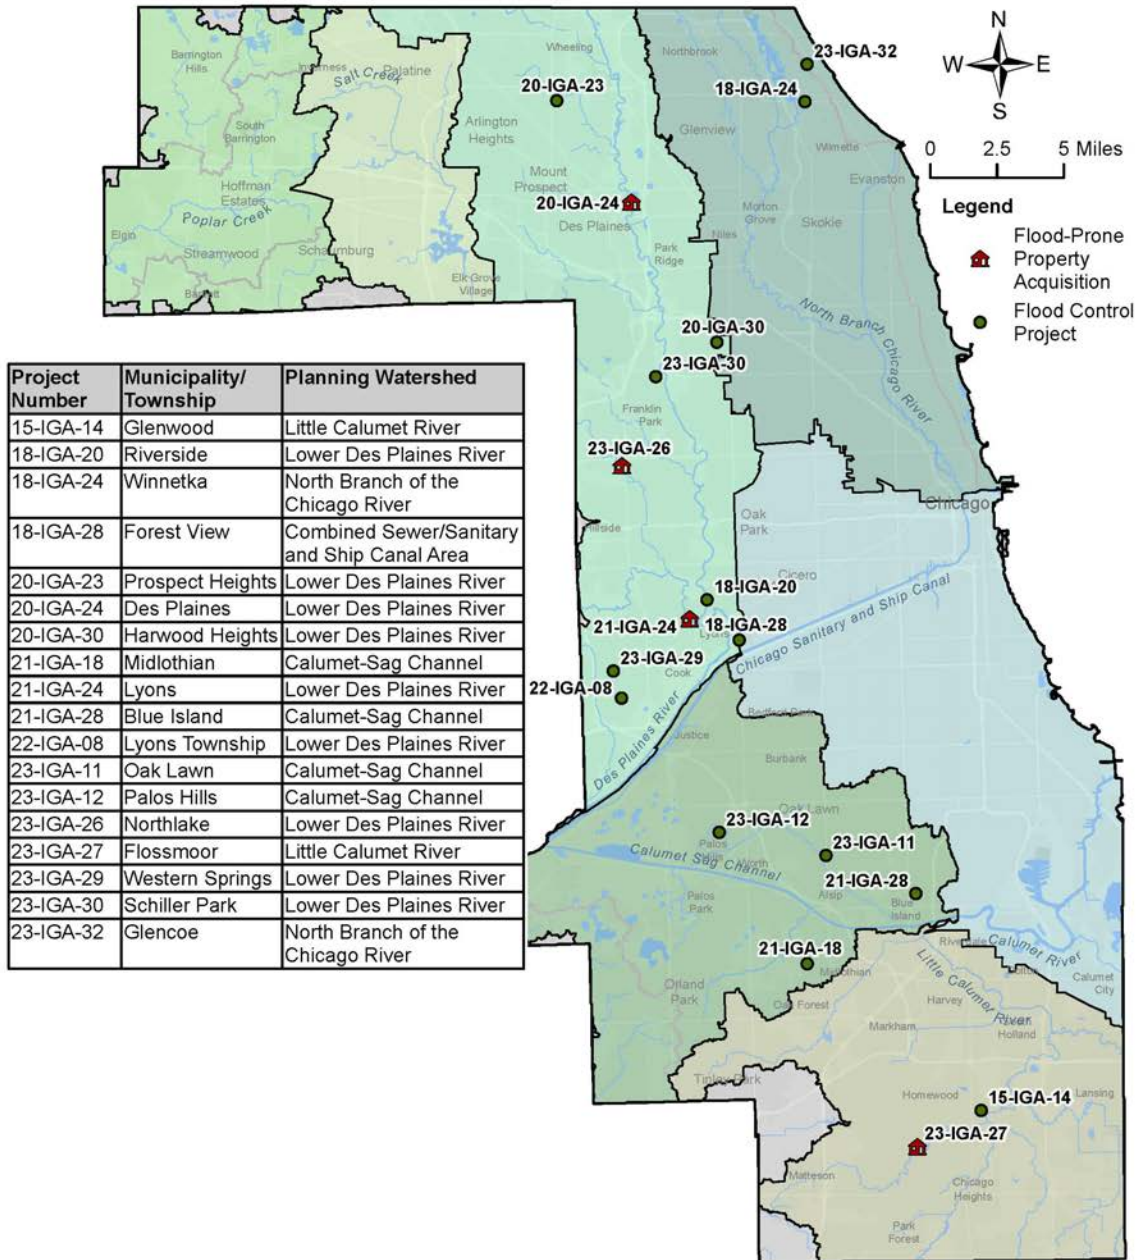 N
W E
S
0 2.5 5 Miles
Legend
Flood-Prone
Property
Acquisition
Flood Control
Project
Barrington
Hills
Inverness
Palatine
Salt Creek
Wheeling
Northbrook
23-IGA-32
20-IGA-23
18-IGA-24
South
Barrington
Arlington
Heights
Glenview
Wilmette
Hoffman
Estates
Mount
Prospect
Evanston
Poplar Creek
20-IGA-24
Morton
Grove
Skokie
Elgin
Des Plaines
Niles
Streamwood
Schaumburg
Park
Ridge
Elk Grove
Village
North Branch Chicago River
20-IGA-30
23-IGA-30
Franklin
Park
23-IGA-26
Hillside
Oak
Park
Chicago
Cicero
18-IGA-20
21-IGA-24
Lyons
18-IGA-28
Chicago Sanitary and Ship Canal
23-IGA-29
Cook
22-IGA-08
Des Plaines River
Bedford Park
Justice
Burbank
Oak Lawn
23-IGA-12
Palos
Hills
Worth
Calumet Sag Channel
23-IGA-11
21-IGA-28
Alsip
Blue
Island
Palos
Park
21-IGA-18
Midlothian
Riverdale
Calumet River
Dolton
Calumet
City
Little Calumet River
Orland
Park
Oak Forest
Harvey
South
Holland
Markham
Tinley Park
Homewood
Lansing
15-IGA-14
23-IGA-27
Matteson
Chicago
Heights
Park
Forest
Project
Number
Municipality/
Township
Planning Watershed
15-IGA-14 Glenwood Little Calumet River
18-IGA-20 Riverside Lower Des Plaines River
18-IGA-24 Winnetka North Branch of the
Chicago River
18-IGA-28 Forest View Combined Sewer/Sanitary
and Ship Canal Area
20-IGA-23 Prospect Heights Lower Des Plaines River
20-IGA-24 Des Plaines Lower Des Plaines River
20-IGA-30 Harwood Heights Lower Des Plaines River
21-IGA-18 Midlothian Calumet-Sag Channel
21-IGA-24 Lyons Lower Des Plaines River
21-IGA-28 Blue Island Calumet-Sag Channel
22-IGA-08 Lyons Township Lower Des Plaines River
23-IGA-11 Oak Lawn Calumet-Sag Channel
23-IGA-12 Palos Hills Calumet-Sag Channel
23-IGA-26 Northlake Lower Des Plaines River
23-IGA-27 Flossmoor Little Calumet River
23-IGA-29 Western Springs Lower Des Plaines River
23-IGA-30 Schiller Park Lower Des Plaines River
23-IGA-32 Glencoe North Branch of the
Chicago River